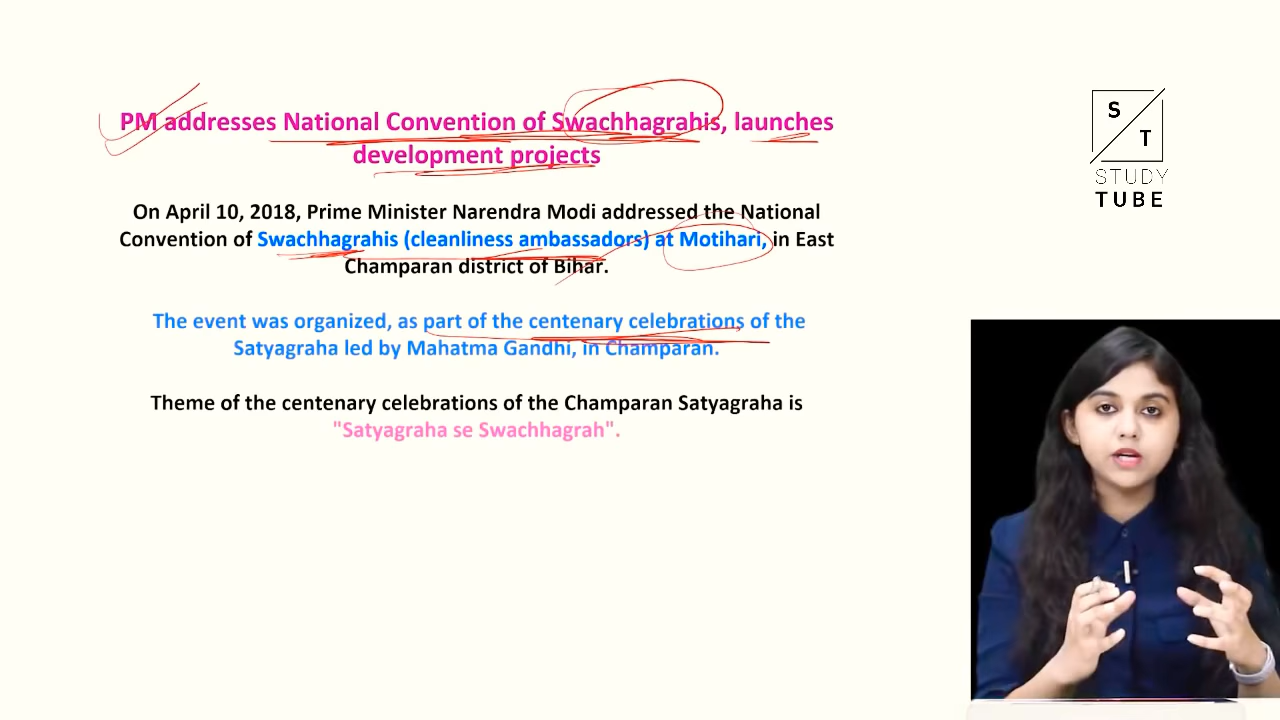 PM addresses National Convention of Swachhagrahis, launches
development projects
On April 10, 2018, Prime Minister Narendra Modi addressed the National
Convention of Swachhagrahis (cleanliness ambassadors) at Motihari, in East
Champaran district of Bihar.
The event was organized, as part of the centenary celebrations of the
Satyagraha led by Mahatma Gandhi, in Champaran.
Theme of the centenary celebrations of the Champaran Satyagraha is
"Satyagraha se Swachhagrah".
S
T
STUDY
TUBE